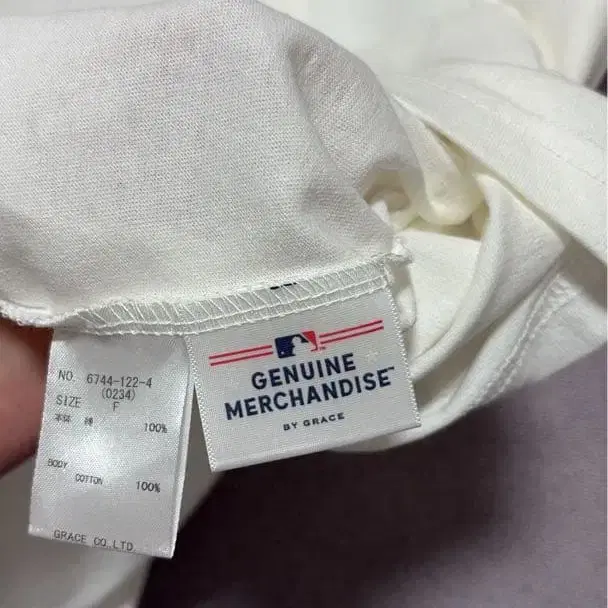 NO. 6744-122-4
(0234)
SIZE F
本体 綿 100%
BODY
COTTON 100%
GRACE CO.LTD.
GENUINE
MERCHANDISE™
BY GRACE